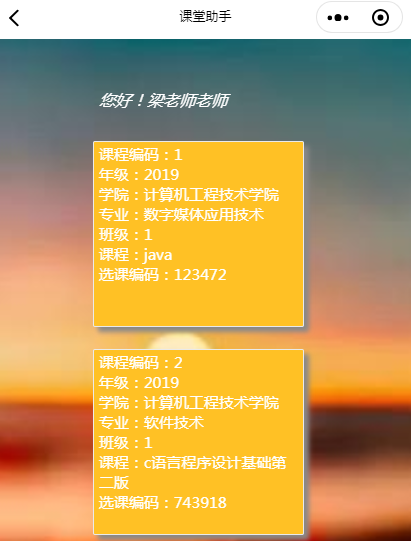 课堂助手
您好！梁老师老师
课程编码：1
年级：2019
学院：计算机工程技术学院
专业：数字媒体应用技术
班级：1
课程：java
选课编码：123472
课程编码：2
年级：2019
学院：计算机工程技术学院
专业：软件技术
班级：1
课程：c语言程序设计基础第
二版
选课编码：743918